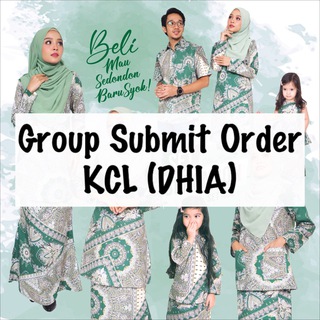 Beli
Mau
Sedondon
Baru Syok!
Group Submit Order
KCL (DHIA)